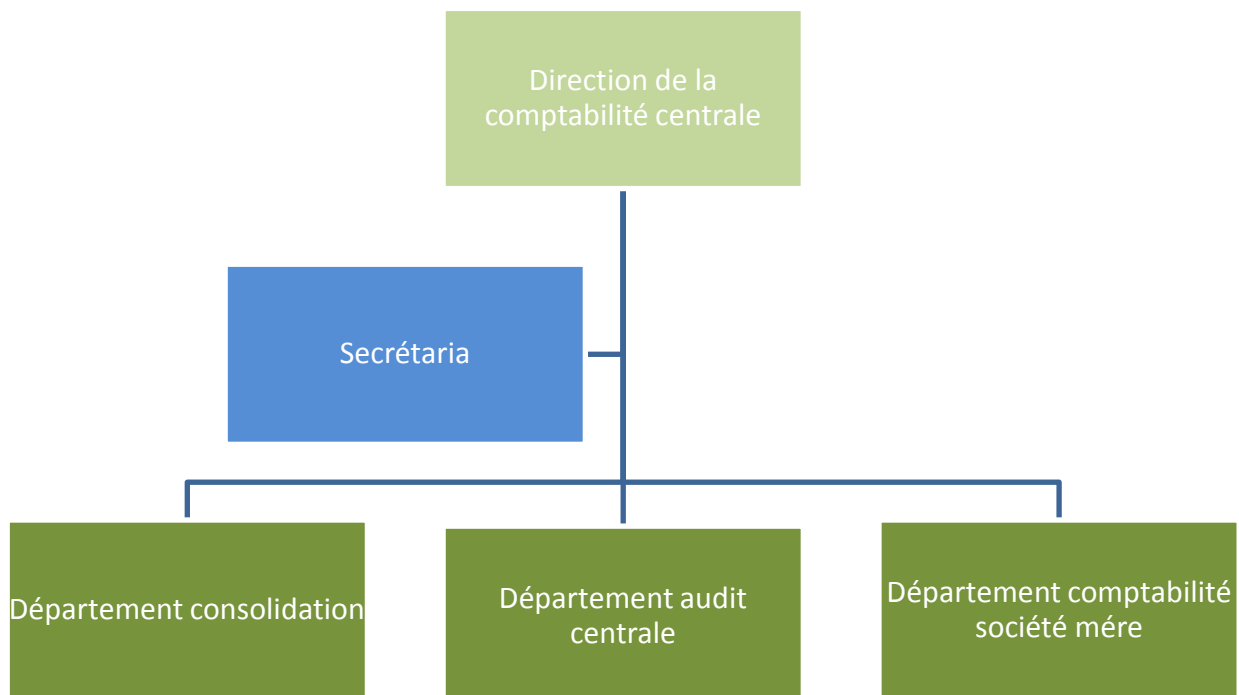 Direction de la
comptabilité centrale
Secrétaria
Département consolidation
Département audit
centrale
Département comptabilité
société mére